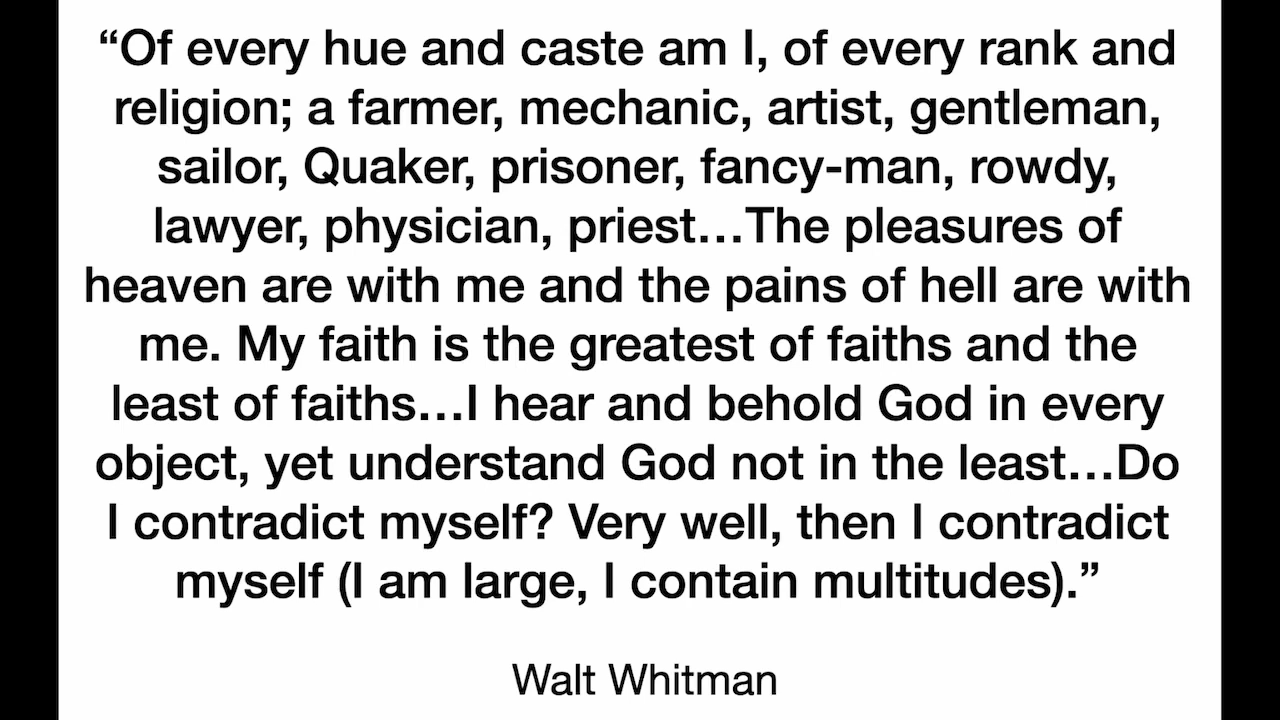 “Of every hue and caste am I, of every rank and
religion; a farmer, mechanic, artist, gentleman,
sailor, Quaker, prisoner, fancy-man, rowdy,
lawyer, physician, priest…The pleasures of
heaven are with me and the pains of hell are with
me. My faith is the greatest of faiths and the
least of faiths…I hear and behold God in every
object, yet understand God not in the least…Do
I contradict myself? Very well, then I contradict
myself (I am large, I contain multitudes).”
Walt Whitman